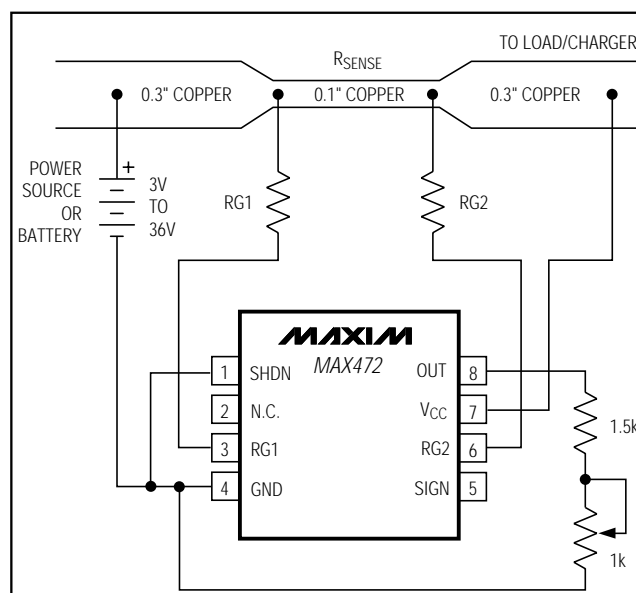 TO LOAD/CHARGER
RSENSE
0.3" COPPER
0.1" COPPER
0.3" COPPER
POWER
SOURCE
OR
BATTERY
+
3V
TO
36V
RG1
RG2
MAXIM
MAX472
1 SHDN
2 N.C.
3 RG1
4 GND
OUT 8
VCC 7
RG2 6
SIGN 5
1.5k
1k